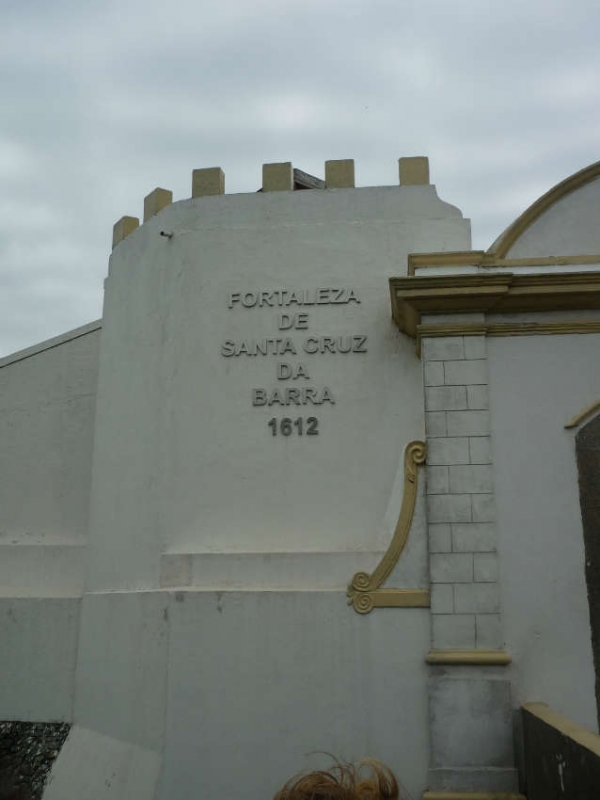 FORTALEZA
DE
SANTA CRUZ
DA
BARRA
1612